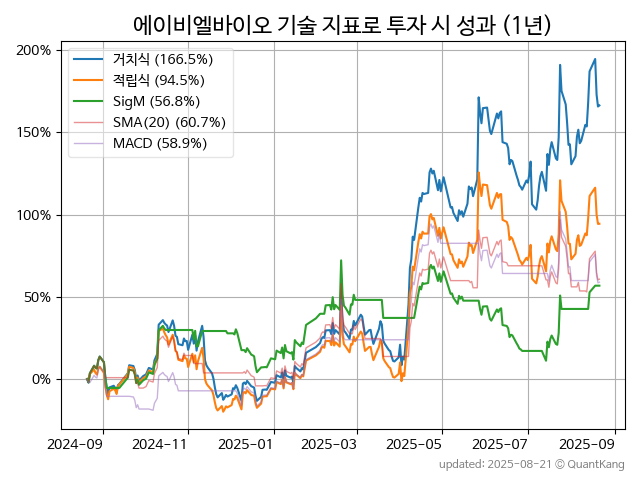 에이비엘바이오 기술 지표로 투자 시 성과 (1년)
200%
150%
100%
50%
0%
거치식 (166.5%)
적립식 (94.5%)
SigM (56.8%)
SMA(20) (60.7%)
MACD (58.9%)
2024-09 2024-11 2025-01 2025-03 2025-05 2025-07 2025-09
updated: 2025-08-21 © QuantKang